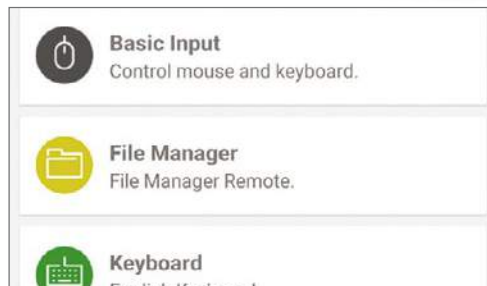 Basic Input
Control mouse and keyboard.
File Manager
File Manager Remote.
Keyboard